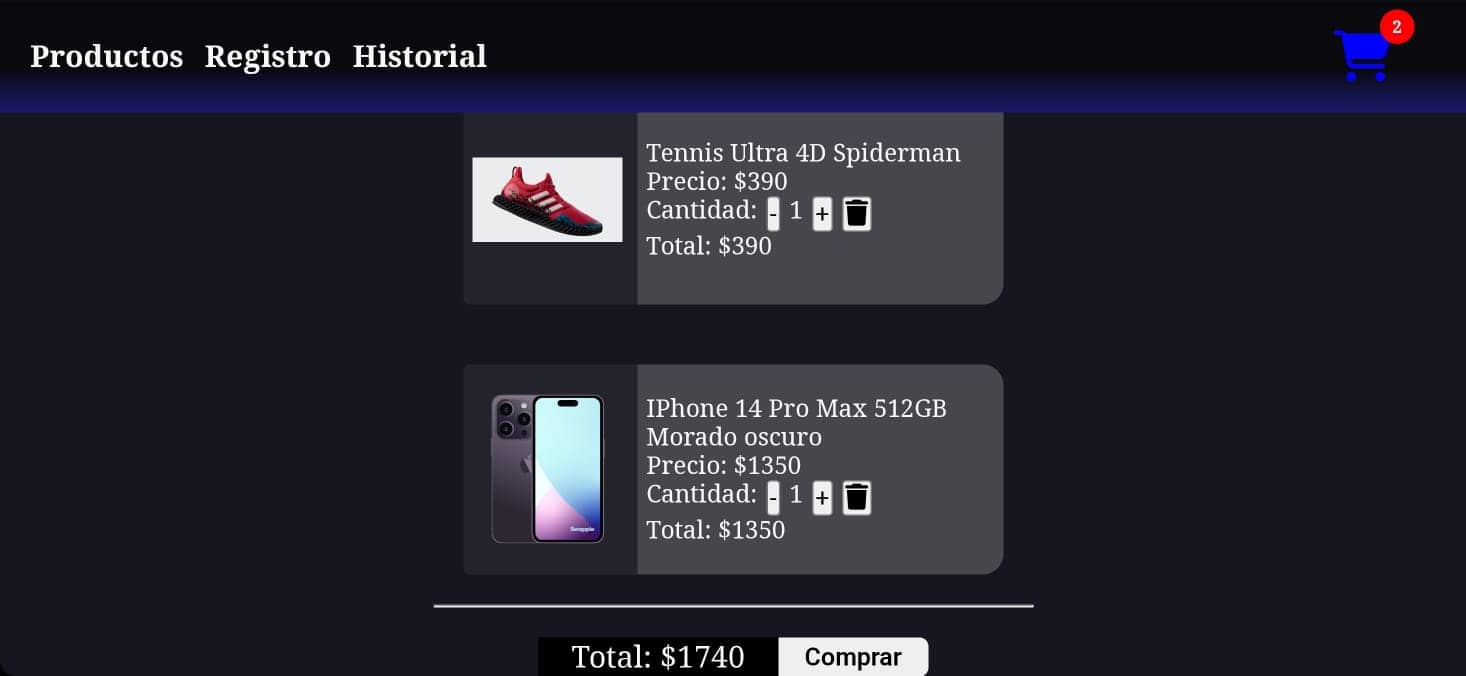 Productos Registro Historial
2
Tennis Ultra 4D Spiderman
Precio: $390
Cantidad: - 1 +
Total: $390
IPhone 14 Pro Max 512GB
Morado oscuro
Precio: $1350
Cantidad: - 1 +
Total: $1350
Total: $1740 Comprar